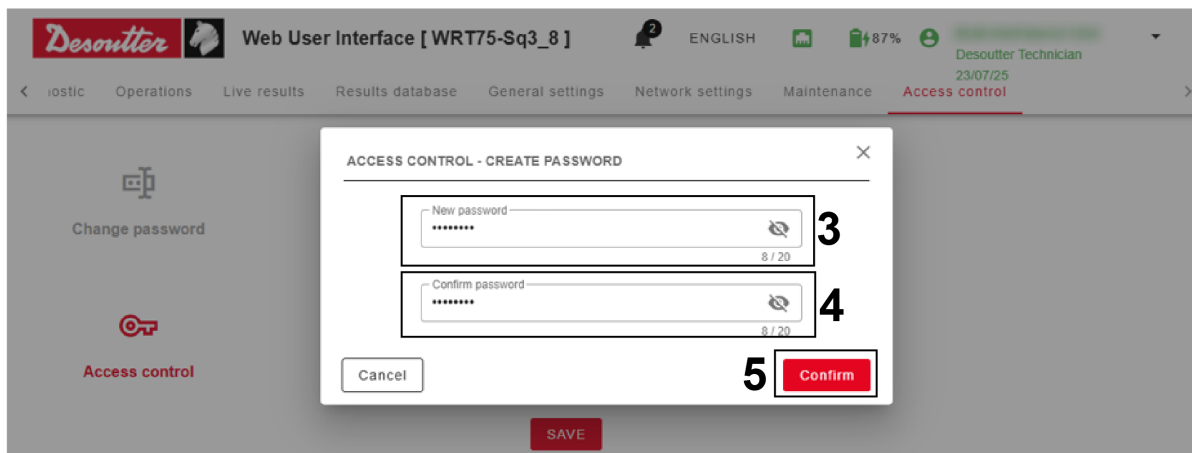 Desoutter
Web User Interface [ WRT75-Sq3_8 ]
2
ENGLISH
87%
Desoutter Technician
23/07/25
iostic Operations Live results Results database General settings Network settings Maintenance Access control
ACCESS CONTROL - CREATE PASSWORD
Change password
New password
••••••••
8 / 20
3
Confirm password
••••••••
8 / 20
4
Access control
Cancel
5
Confirm
SAVE